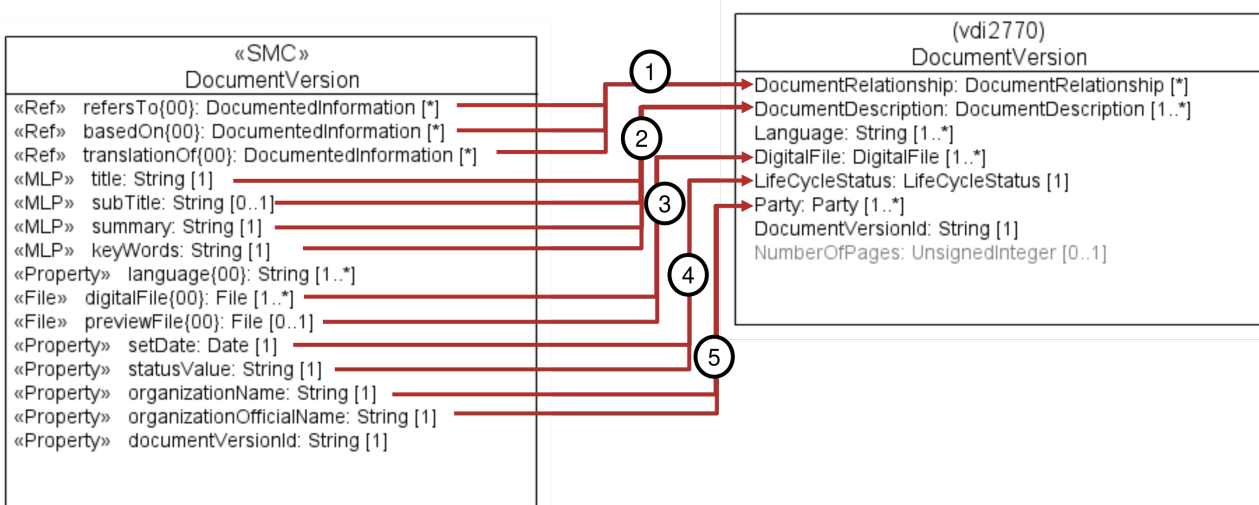 «SMC»
DocumentVersion
«Ref» refersTo{00}: DocumentedInformation [*]
«Ref» basedOn{00}: DocumentedInformation [*]
«Ref» translationOf{00}: DocumentedInformation [*]
«MLP» title: String [1]
«MLP» subTitle: String [0..1]
«MLP» summary: String [1]
«MLP» keyWords: String [1]
«Property» language{00}: String [1..*]
«File» digitalFile{00}: File [1..*]
«File» previewFile{00}: File [0..1]
«Property» setDate: Date [1]
«Property» statusValue: String [1]
«Property» organizationName: String [1]
«Property» organizationOfficialName: String [1]
«Property» documentVersionId: String [1]
1
2
3
4
5
(vdi2770)
DocumentVersion
DocumentRelationship: DocumentRelationship [*]
DocumentDescription: DocumentDescription [1..*]
Language: String [1..*]
DigitalFile: DigitalFile [1..*]
LifeCycleStatus: LifeCycleStatus [1]
Party: Party [1..*]
DocumentVersionId: String [1]
NumberOfPages: UnsignedInteger [0..1]